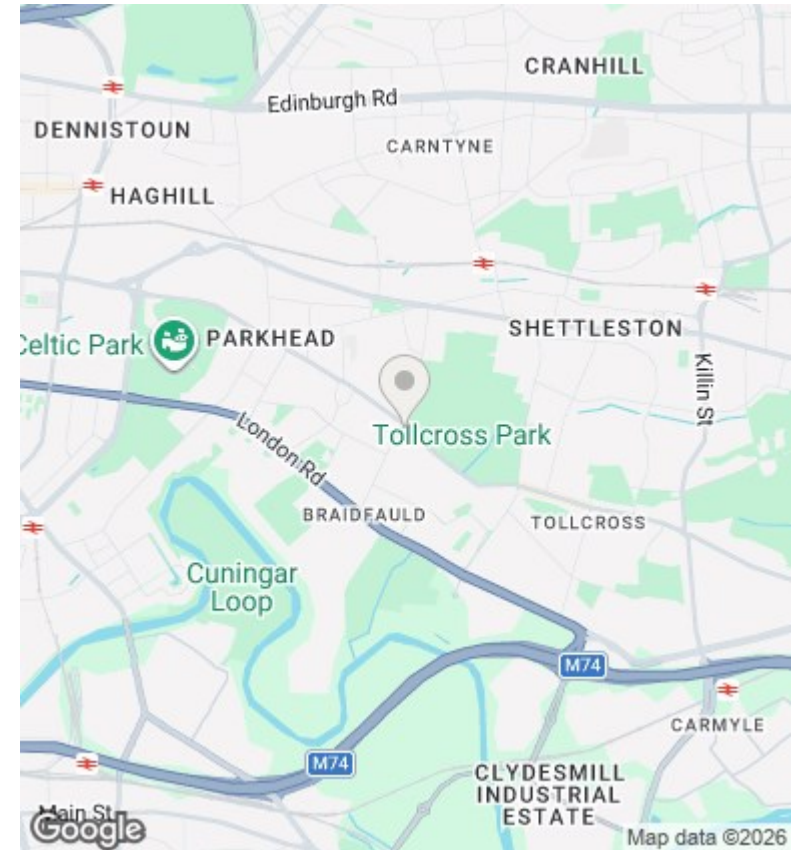 CRANHILL
Edinburgh Rd
DENNISTOUN
CARNTYNE
HAGHILL
Celtic Park
PARKHEAD
SHETTLESTON
Killin St
Tollcross Park
London Rd
BRAIDFAULD
TOLLCROSS
Cuningar
Loop
M74
CARMYLE
M74
CLYDESMILL
INDUSTRIAL
ESTATE
Main St
Google
Map data ©2026